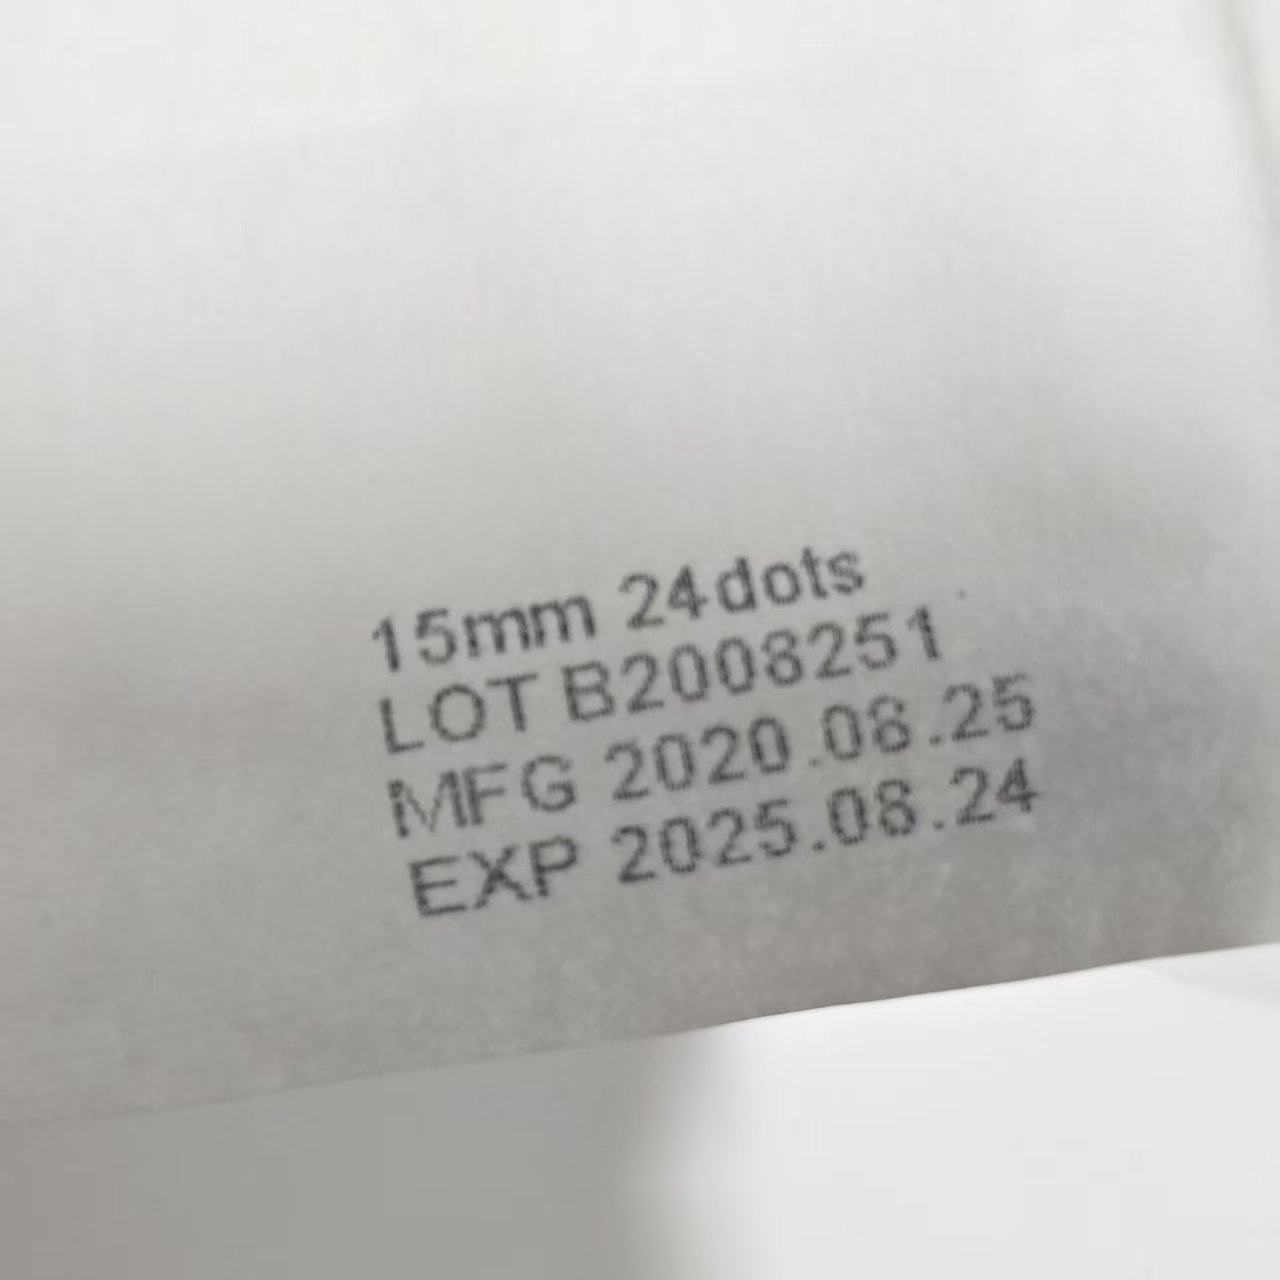 15mm 24dots
LOT B2008251
MFG 2020.08.25
EXP 2025.08.24